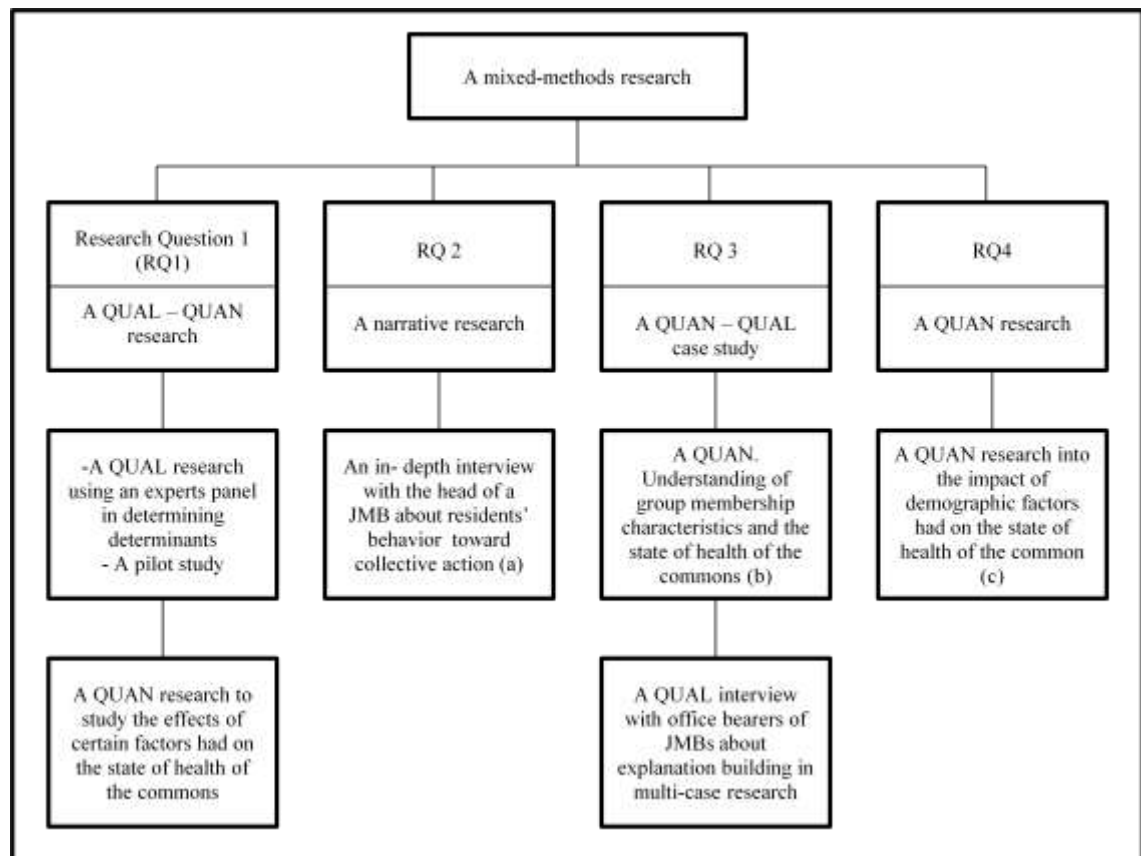 A mixed-methods research
Research Question 1
(RQ1)
A QUAL – QUAN
research
RQ 2
A narrative research
RQ 3
A QUAN – QUAL
case study
RQ4
A QUAN research
-A QUAL research
using an experts panel
in determining
determinants
- A pilot study
An in- depth interview
with the head of a
JMB about residents’
behavior toward
collective action (a)
A QUAN.
Understanding of
group membership
characteristics and the
state of health of the
commons (b)
A QUAN research into
the impact of
demographic factors
had on the state of
health of the common
(c)
A QUAN research to
study the effects of
certain factors had on
the state of health of
the commons
A QUAL interview
with office bearers of
JMBs about
explanation building in
multi-case research